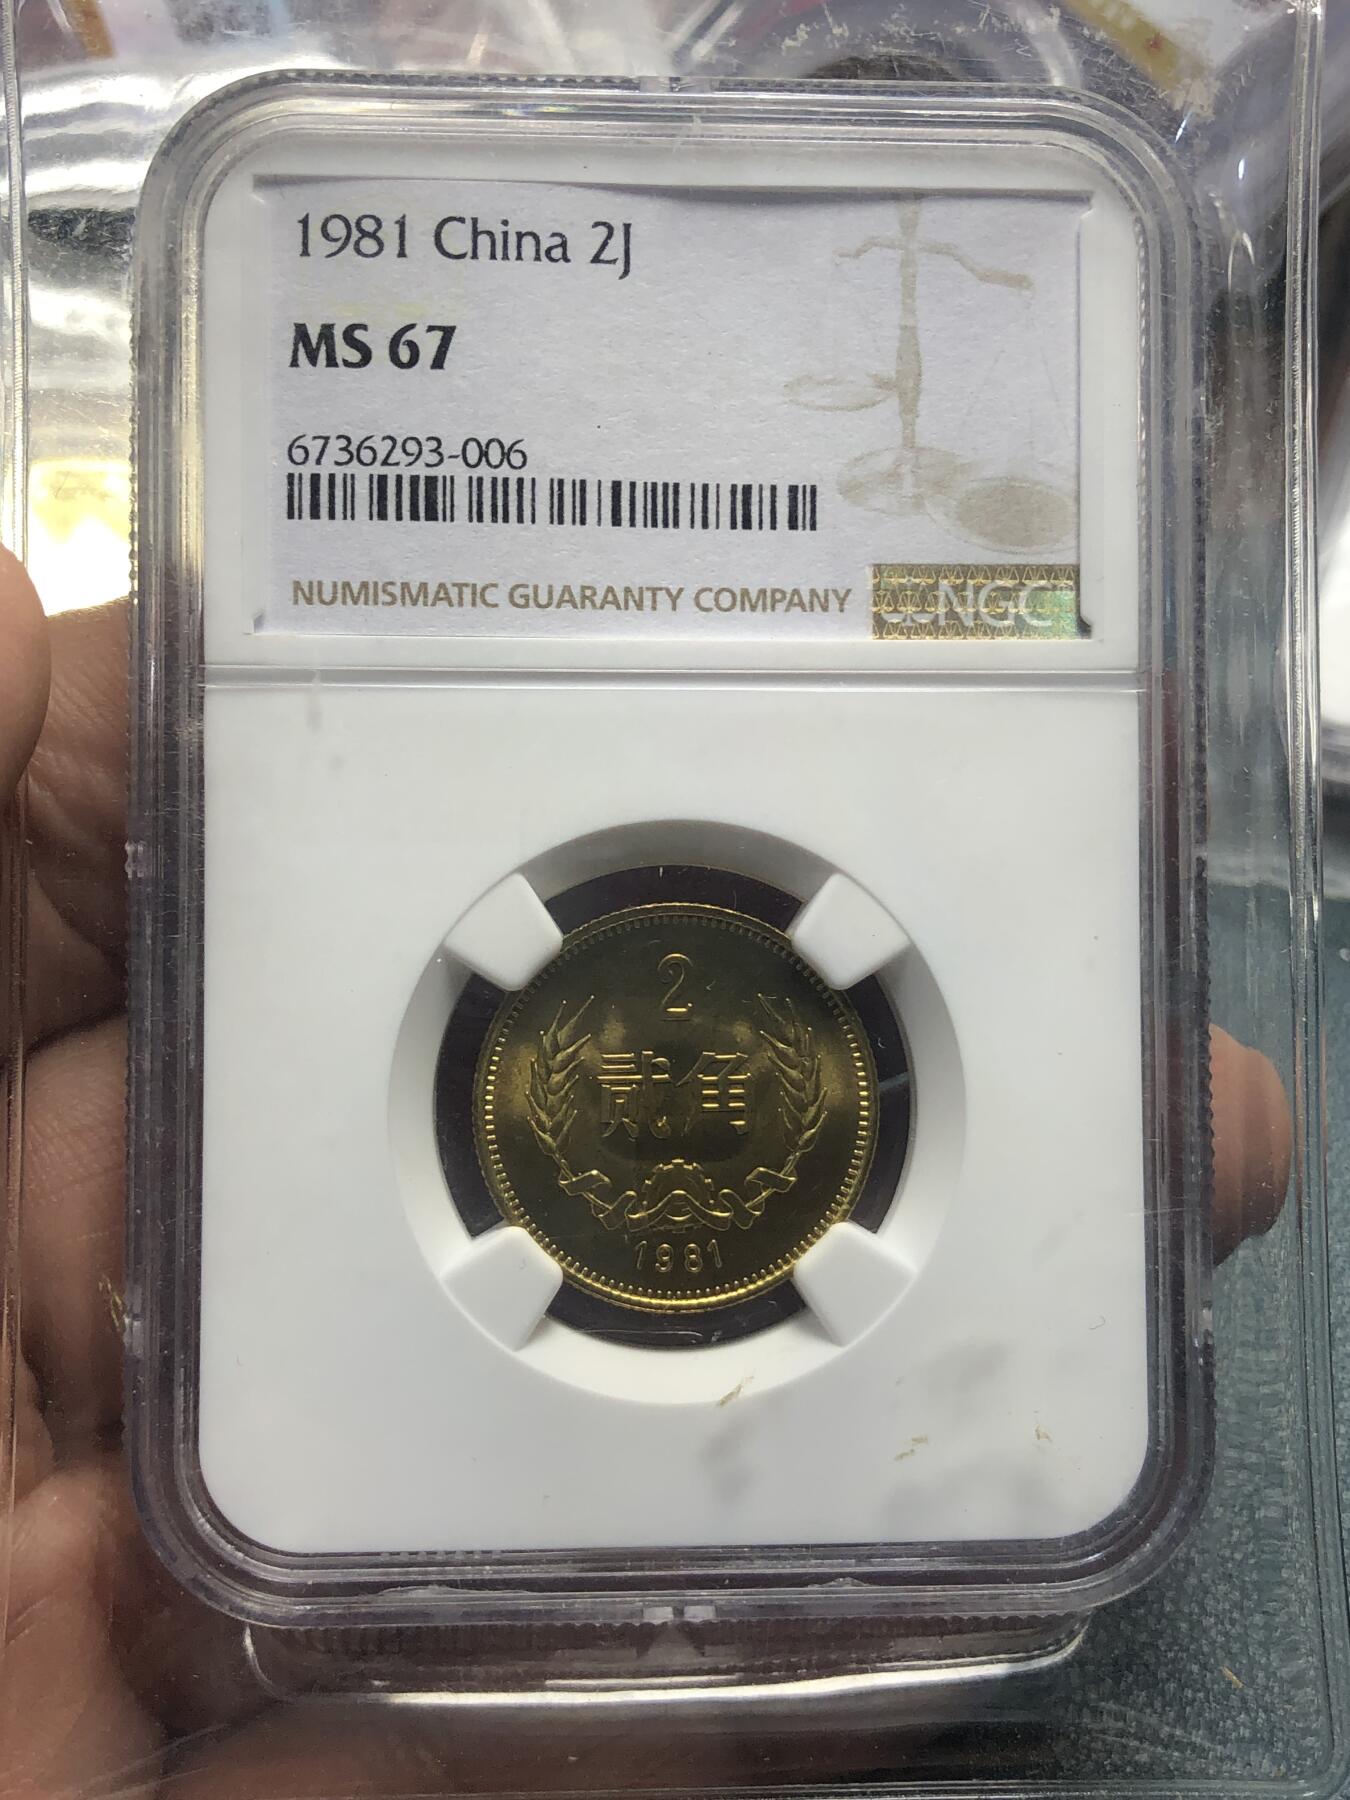 1981 China 2J
MS 67
6736293-006
NUMISMATIC GUARANTY COMPANY
NGC
2
贰角
1981